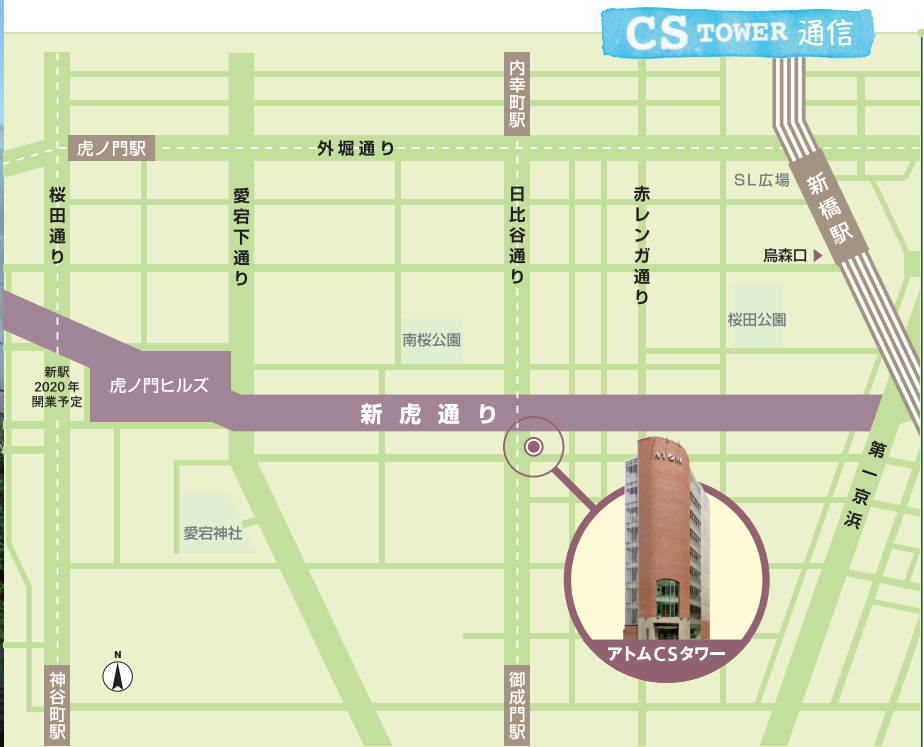 CS TOWER 通信
内幸町駅
虎ノ門駅
外堀通り
桜田通り
愛宕下通り
日比谷通り
赤レンガ通り
SL広場
新橋駅
烏森口
南桜公園
桜田公園
新駅
2020年
開業予定
虎ノ門ヒルズ
新虎通り
第一京浜
ATOM
愛宕神社
アトムCSタワー
N
神谷町駅
御成門駅